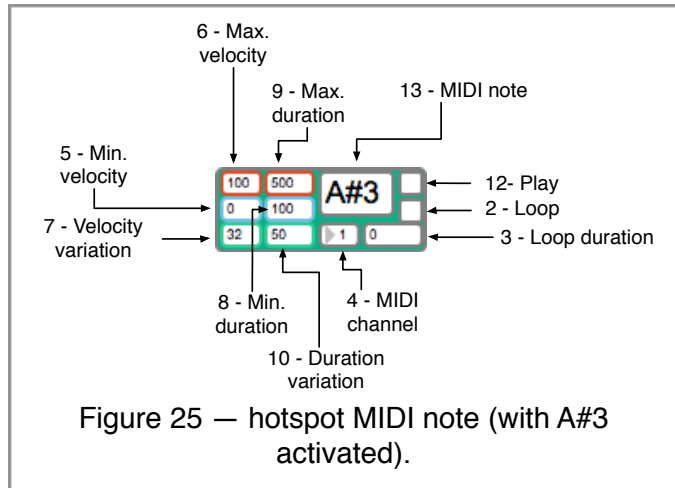 6 - Max.
velocity
9 - Max.
duration
13 - MIDI note
5 - Min.
velocity
100
500
A#3
12- Play
0
100
2 - Loop
7 - Velocity
variation
32
50
1
0
3 - Loop duration
8 - Min.
duration
4 - MIDI
channel
10 - Duration
variation
Figure 25 — hotspot MIDI note (with A#3
activated).